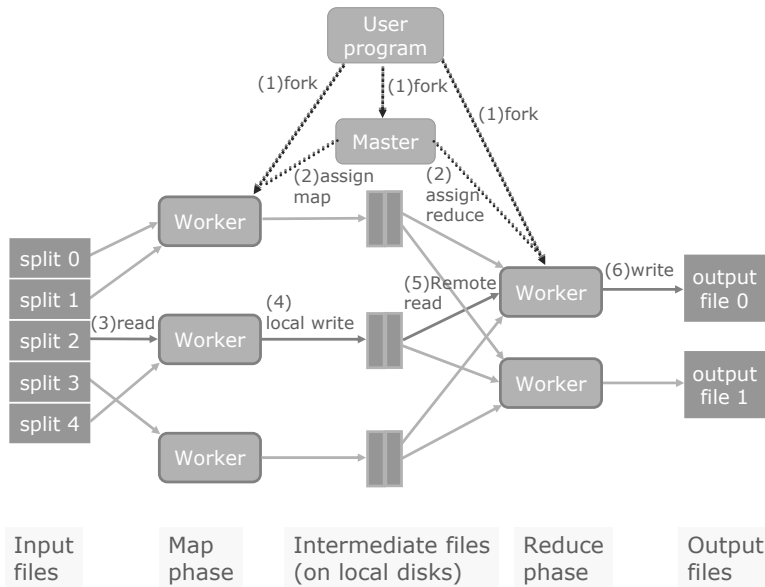 User
program
(1)fork
(1)fork
(1)fork
Master
(2)assign
map
(2)
assign
reduce
Worker
split 0
split 1
split 2
split 3
split 4
(3)read
Worker
(4)
local write
(5)Remote
read
Worker
(6)write
output
file 0
Worker
output
file 1
Worker
Input
files
Map
phase
Intermediate files
(on local disks)
Reduce
phase
Output
files